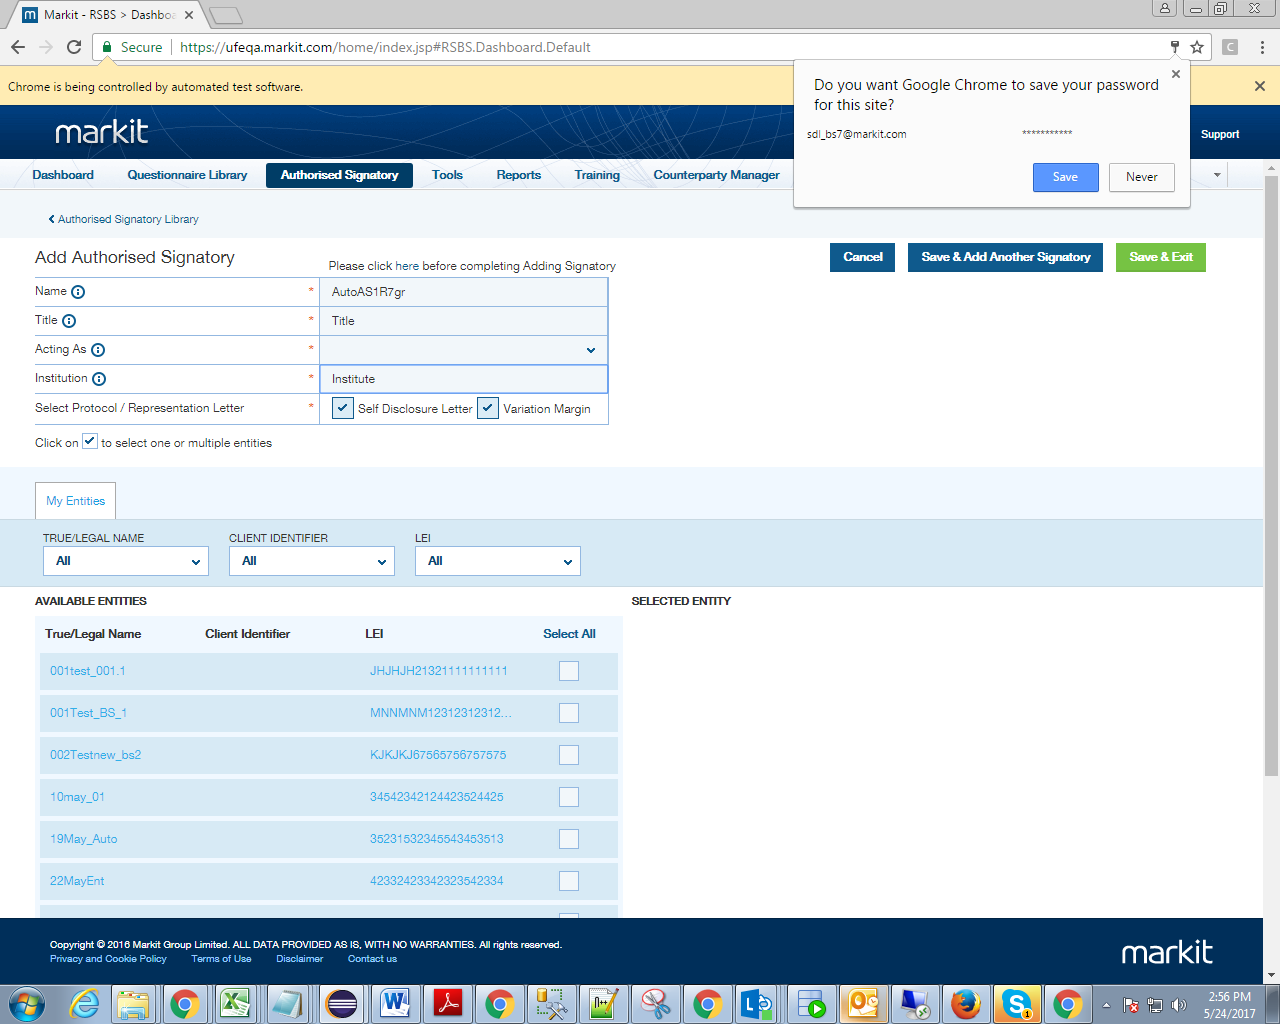 Markit - RSBS > Dashboa
Secure https://ufeqa.markit.com/home/index.jsp#RSBS.Dashboard.Default
Chrome is being controlled by automated test software.
Do you want Google Chrome to save your password
for this site?
sdl_bs7@markit.com ***********
Save Never
markit
Support
Dashboard Questionnaire Library Authorised Signatory Tools Reports Training Counterparty Manager
Authorised Signatory Library
Add Authorised Signatory
Please click here before completing Adding Signatory
Cancel Save & Add Another Signatory Save & Exit
Name * AutoAS1R7gr
Title * Title
Acting As *
Institution * Institute
Select Protocol / Representation Letter * Self Disclosure Letter Variation Margin
Click on to select one or multiple entities
My Entities
TRUE/LEGAL NAME CLIENT IDENTIFIER LEI
All All All
AVAILABLE ENTITIES SELECTED ENTITY
True/Legal Name Client Identifier LEI Select All
001test_001.1 JHJHJH21321111111111
001Test_BS_1 MNNMNM12312312312...
002Testnew_bs2 KJKJKJ67565756757575
10may_01 34542342124423524425
19May_Auto 35231532345543453513
22MayEnt 42332423342323542334
Copyright © 2016 Markit Group Limited. ALL DATA PROVIDED AS IS, WITH NO WARRANTIES. All rights reserved.
Privacy and Cookie Policy Terms of Use Disclaimer Contact us
markit
2:56 PM
5/24/2017